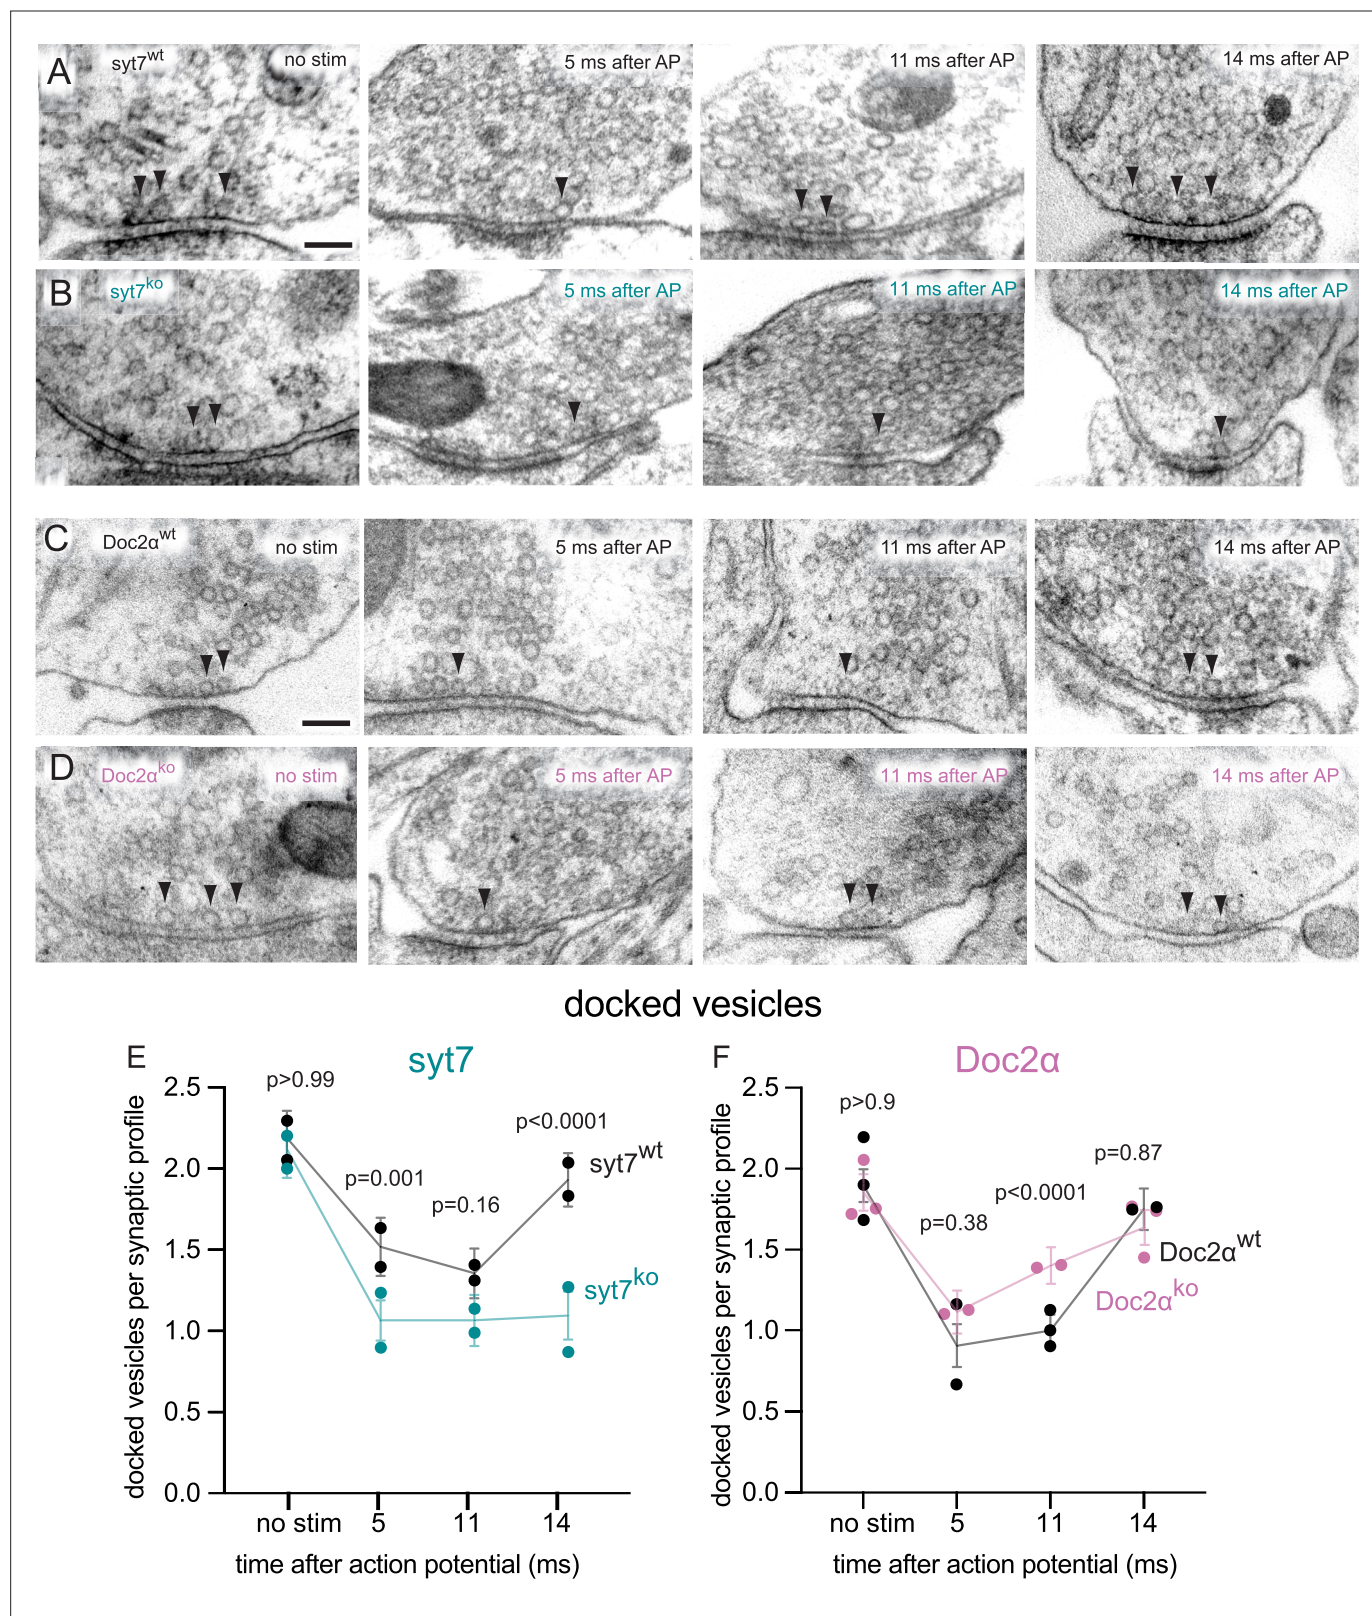 A syt7wt no stim 5 ms after AP 11 ms after AP 14 ms after AP
B syt7ko 5 ms after AP 11 ms after AP 14 ms after AP
C Doc2αwt no stim 5 ms after AP 11 ms after AP 14 ms after AP
D Doc2αko no stim 5 ms after AP 11 ms after AP 14 ms after AP
docked vesicles
E syt7
docked vesicles per synaptic profile
2.5
2.0
1.5
1.0
0.5
0.0
p>0.99
p=0.001
p=0.16
p<0.0001
syt7wt
syt7ko
no stim 5 11 14
time after action potential (ms)
F Doc2α
docked vesicles per synaptic profile
2.5
2.0
1.5
1.0
0.5
0.0
p>0.9
p=0.38
p<0.0001
p=0.87
Doc2αwt
Doc2αko
no stim 5 11 14
time after action potential (ms)